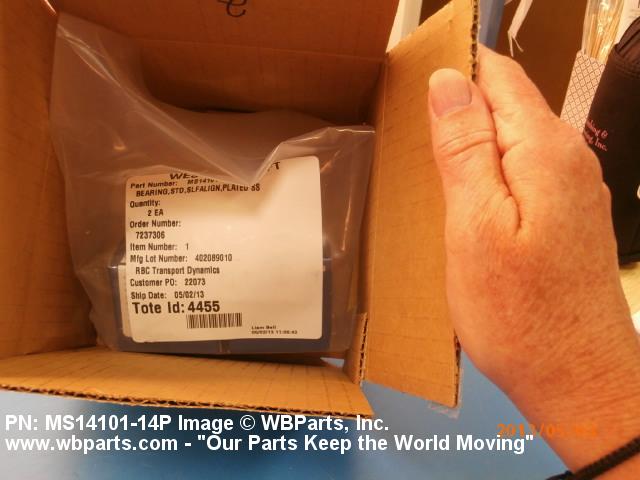 Part Number:
BEARING,STD,SLFALIGN,PLATED SS
Quantity:
2 EA
Order Number:
7237306
Item Number: 1
Mfg Lot Number: 402089010
RBC Transport Dynamics
Customer PO: 22073
Ship Date: 05/02/13
Tote Id: 4455
Liam Bell
PN: MS14101-14P Image © WBParts, Inc.
www.wbparts.com - "Our Parts Keep the World Moving"